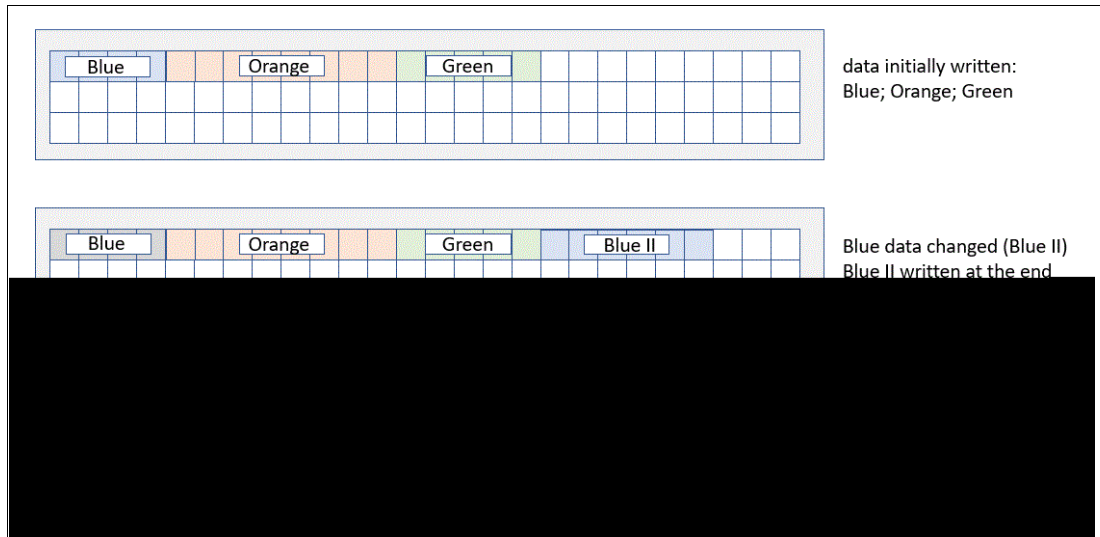 Blue Orange Green
data initially written:
Blue; Orange; Green
Blue Orange Green Blue II
Blue data changed (Blue II)
Blue II written at the end